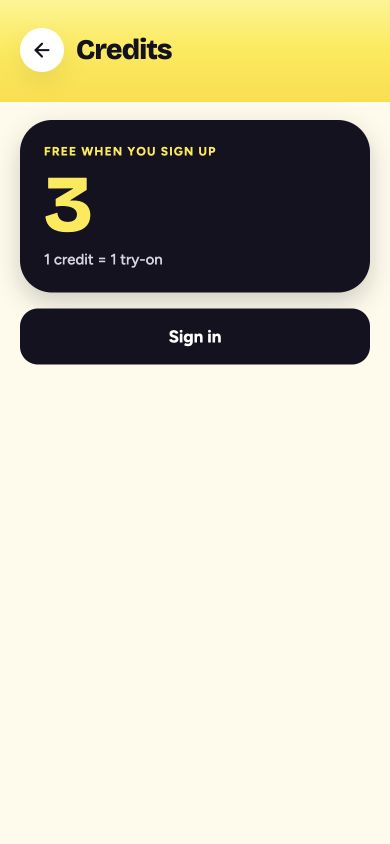 Credits
FREE WHEN YOU SIGN UP
3
1 credit = 1 try-on
Sign in